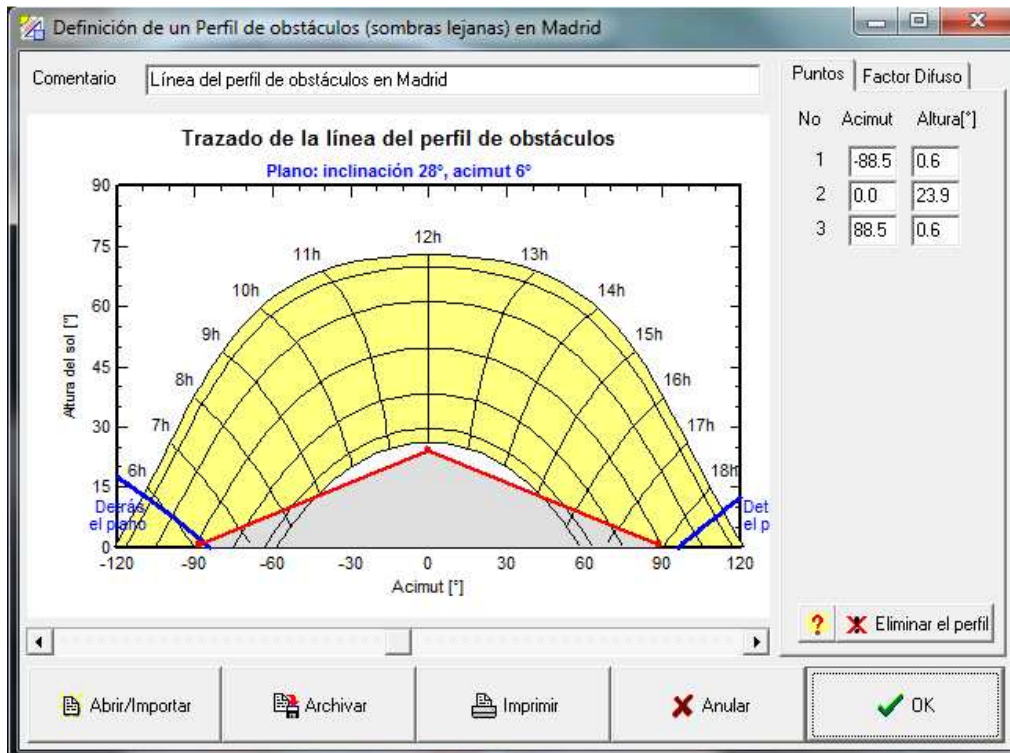 Definición de un Perfil de obstáculos (sombras lejanas) en Madrid
Comentario
Línea del perfil de obstáculos en Madrid
Puntos
Factor Difuso
No Acimut Altura[°]
1 -88.5 0.6
2 0.0 23.9
3 88.5 0.6
Trazado de la línea del perfil de obstáculos
Plano: inclinación 28°, acimut 6°
90
75
60
45
30
15
0
Altura del sol [°]
6h
7h
8h
9h
10h
11h
12h
13h
14h
15h
16h
17h
18h
Detrás
el plano
Det
el p
-120 -90 -60 -30 0 30 60 90 120
Acimut [°]
? Eliminar el perfil
Abrir/Importar
Archivar
Imprimir
Anular
OK